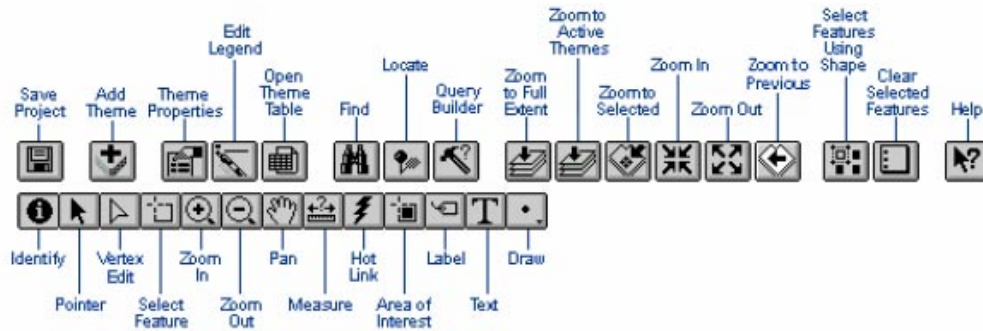 Save
Project
Add
Theme
Theme
Properties
Edit
Legend
Open
Theme
Table
Find
Locate
Query
Builder
Zoom
to Full
Extent
Zoom to
Active
Themes
Zoom to
Selected
Zoom In
Zoom Out
Zoom to
Previous
Select
Features
Using
Shape
Clear
Selected
Features
Help
Identify
Pointer
Vertex
Edit
Select
Feature
Zoom
In
Zoom
Out
Pan
Measure
Hot
Link
Area of
Interest
Label
Text
Draw